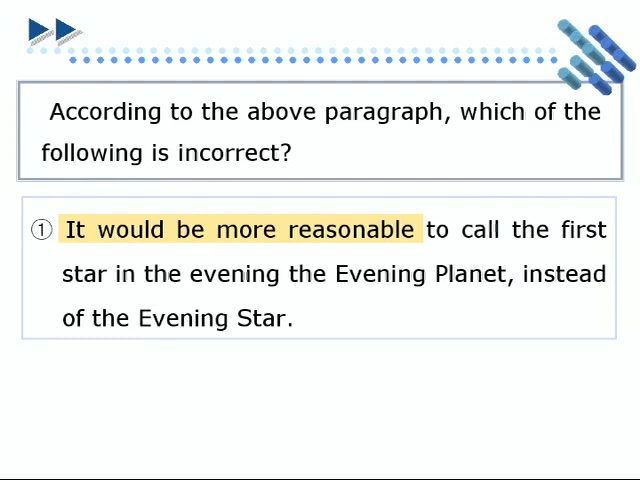 According to the above paragraph, which of the
following is incorrect?
① It would be more reasonable to call the first
star in the evening the Evening Planet, instead
of the Evening Star.